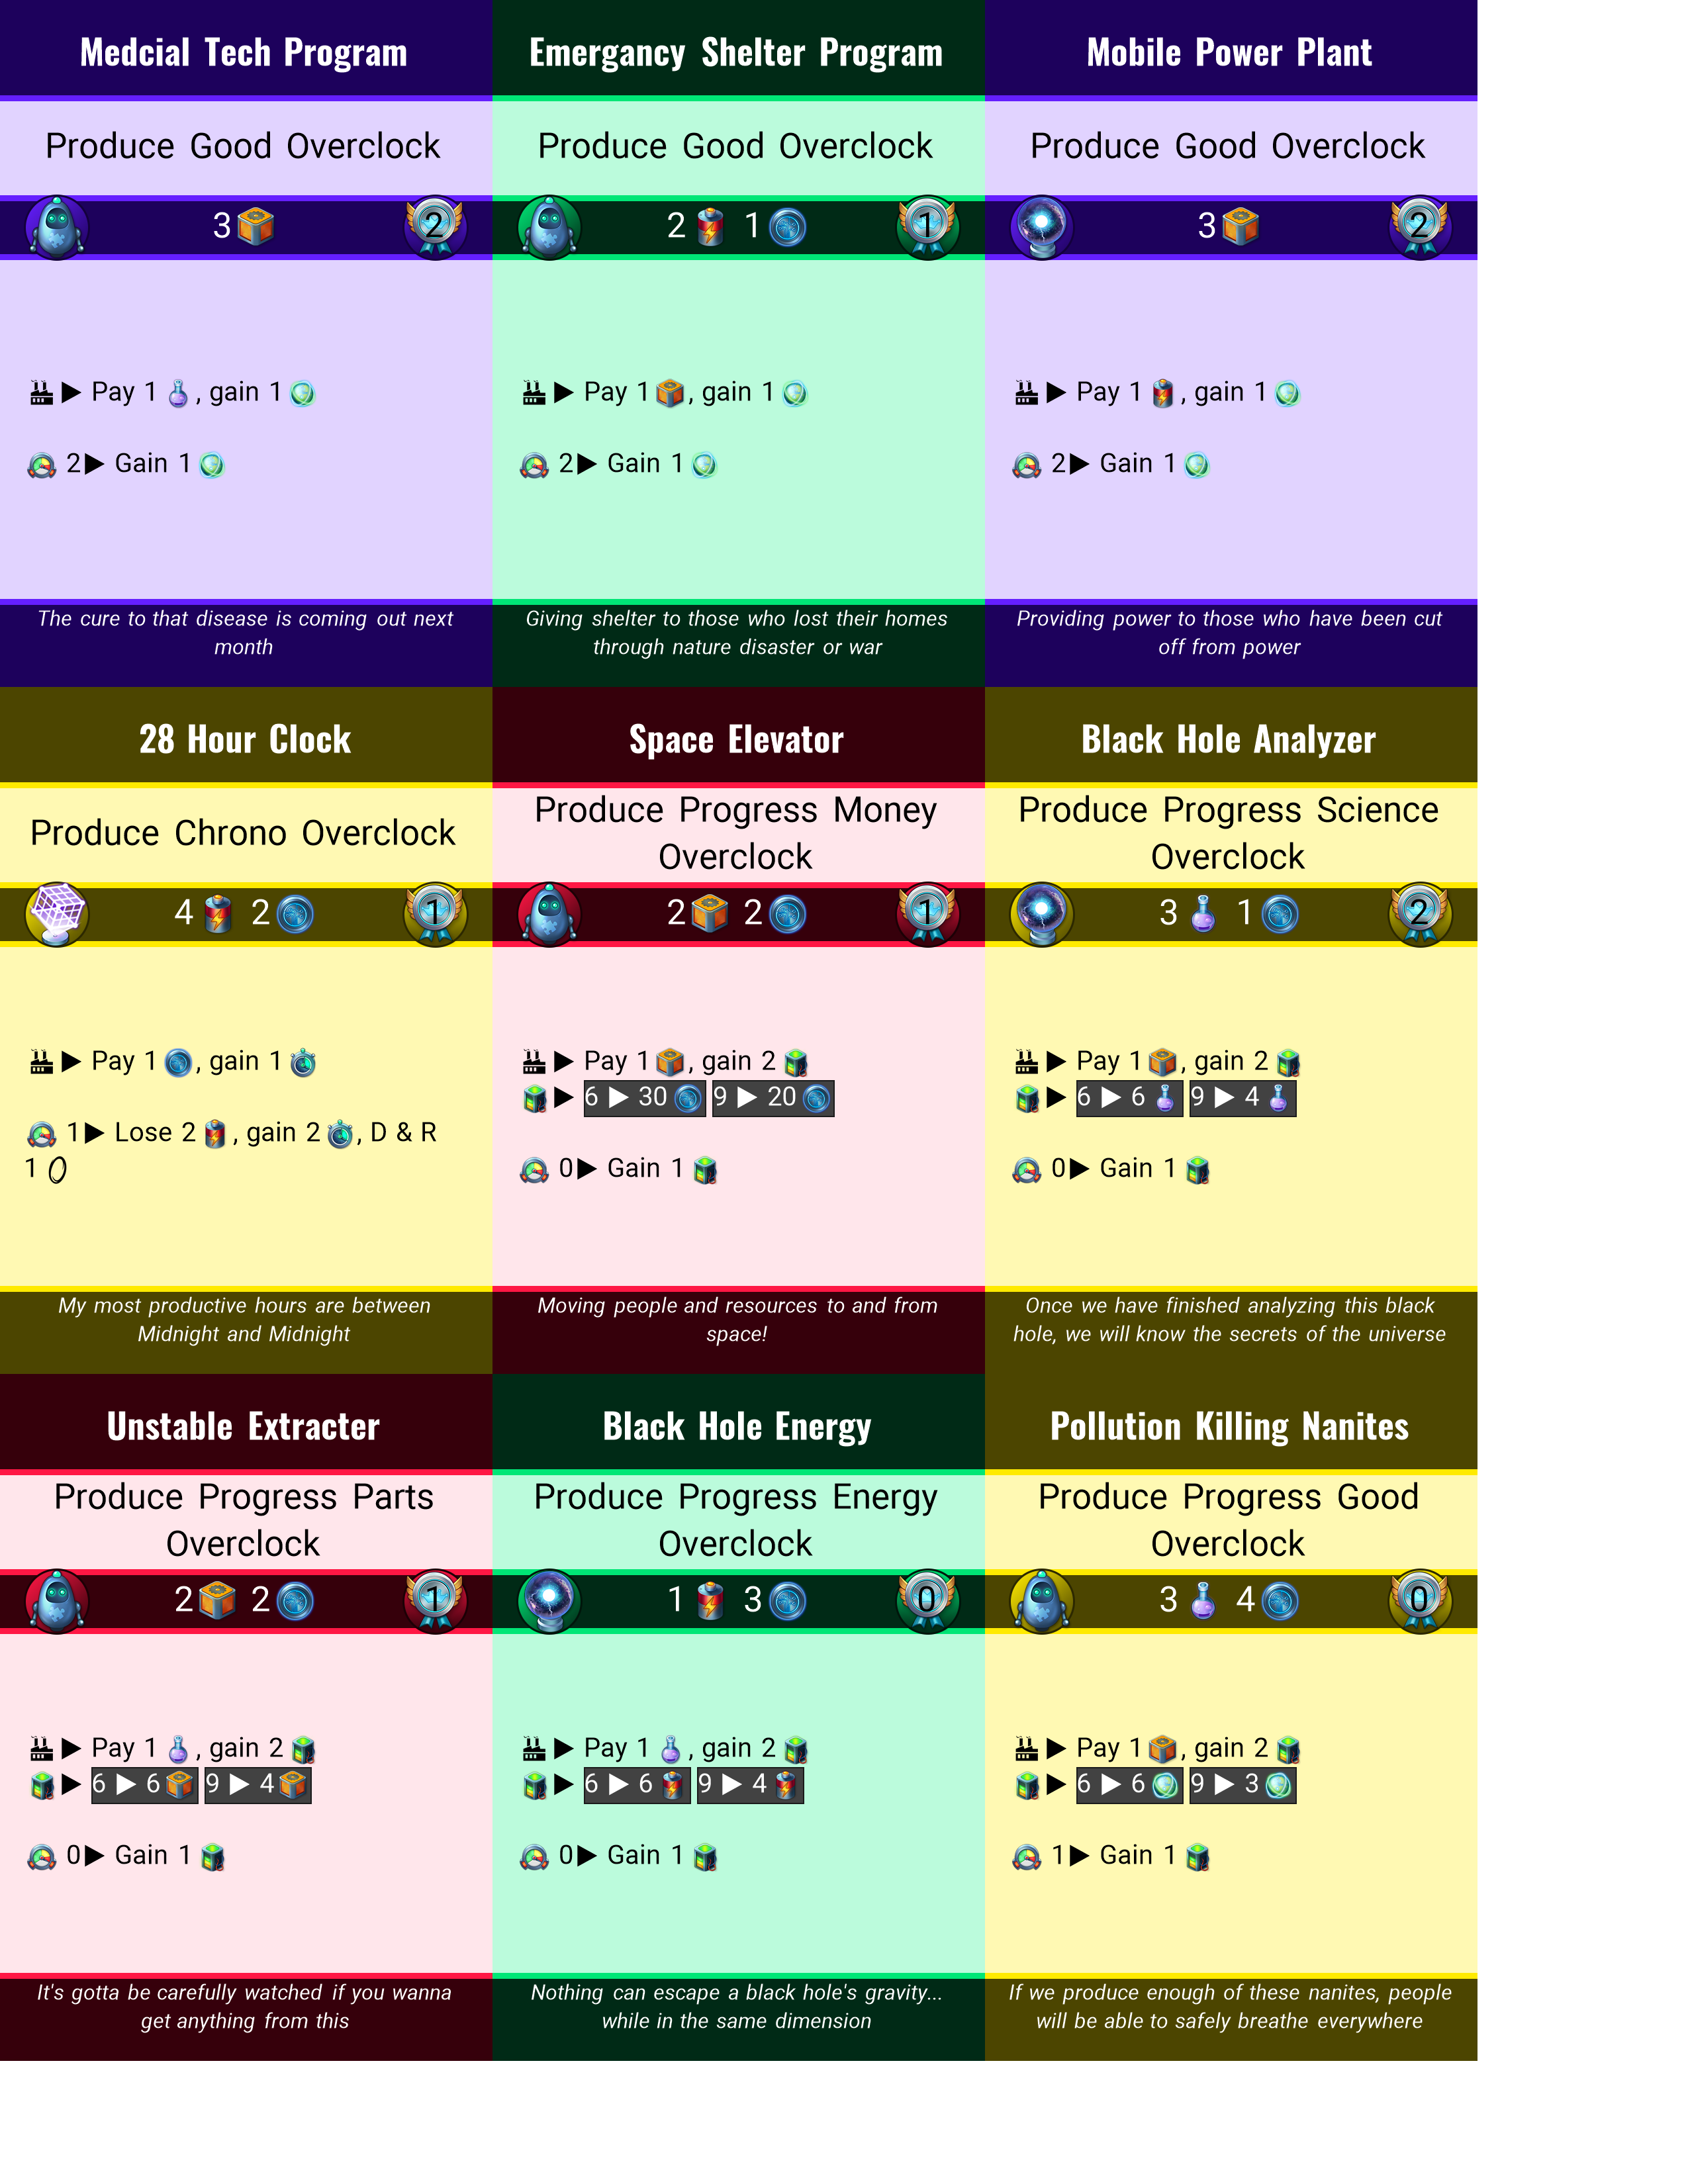 Medcial Tech Program
Produce Good Overclock
3
2
▶ Pay 1 , gain 1
2▶ Gain 1
The cure to that disease is coming out next
month
Emergancy Shelter Program
Produce Good Overclock
2 1
1
▶ Pay 1 , gain 1
2▶ Gain 1
Giving shelter to those who lost their homes
through nature disaster or war
Mobile Power Plant
Produce Good Overclock
3
2
▶ Pay 1 , gain 1
2▶ Gain 1
Providing power to those who have been cut
off from power
28 Hour Clock
Produce Chrono Overclock
4 2
1
▶ Pay 1 , gain 1
1▶ Lose 2 , gain 2 , D & R
1
My most productive hours are between
Midnight and Midnight
Space Elevator
Produce Progress Money
Overclock
2 2
1
▶ Pay 1 , gain 2
▶ 6 ▶ 30 9 ▶ 20
0▶ Gain 1
Moving people and resources to and from
space!
Black Hole Analyzer
Produce Progress Science
Overclock
3 1
2
▶ Pay 1 , gain 2
▶ 6 ▶ 6 9 ▶ 4
0▶ Gain 1
Once we have finished analyzing this black
hole, we will know the secrets of the universe
Unstable Extracter
Produce Progress Parts
Overclock
2 2
1
▶ Pay 1 , gain 2
▶ 6 ▶ 6 9 ▶ 4
0▶ Gain 1
It's gotta be carefully watched if you wanna
get anything from this
Black Hole Energy
Produce Progress Energy
Overclock
1 3
0
▶ Pay 1 , gain 2
▶ 6 ▶ 6 9 ▶ 4
0▶ Gain 1
Nothing can escape a black hole's gravity...
while in the same dimension
Pollution Killing Nanites
Produce Progress Good
Overclock
3 4
0
▶ Pay 1 , gain 2
▶ 6 ▶ 6 9 ▶ 3
1▶ Gain 1
If we produce enough of these nanites, people
will be able to safely breathe everywhere